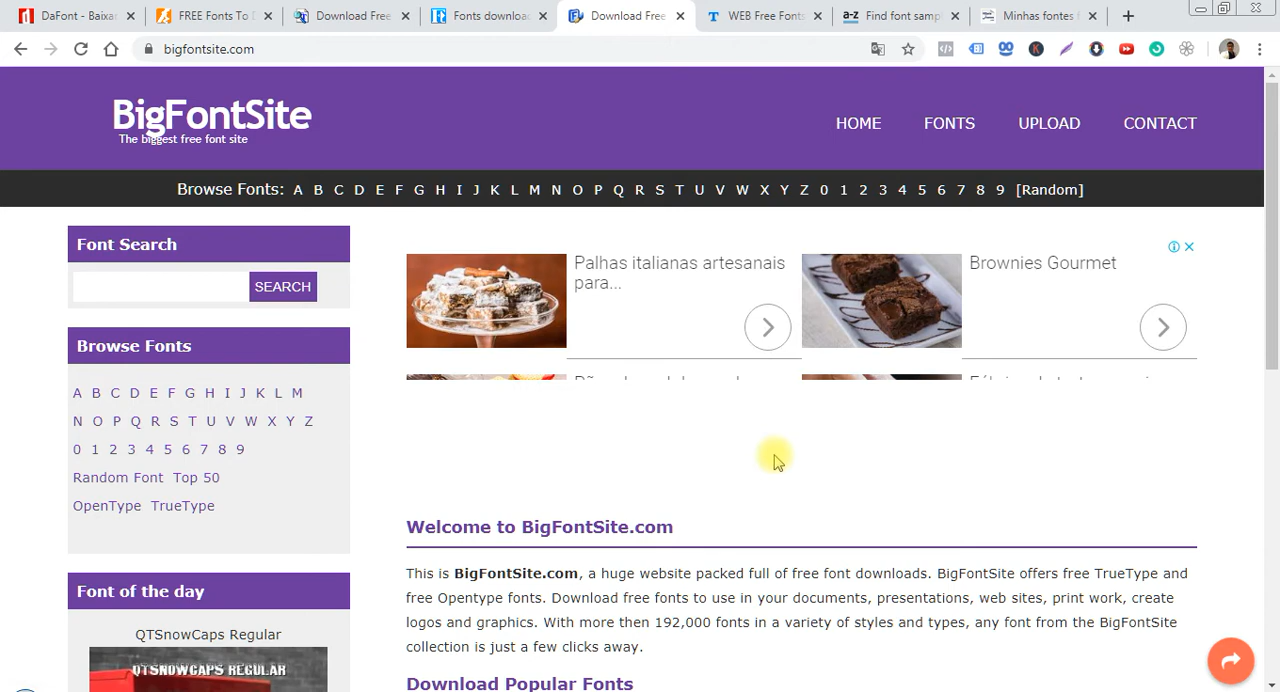 DaFont - Baixar
FREE Fonts To D
Download Free
Fonts download
Download Free
WEB Free Fonts
a-z Find font samp
Minhas fontes f
bigfontsite.com
BigFontSite
The biggest free font site
HOME FONTS UPLOAD CONTACT
Browse Fonts: A B C D E F G H I J K L M N O P Q R S T U V W X Y Z 0 1 2 3 4 5 6 7 8 9 [Random]
Font Search
SEARCH
Browse Fonts
A B C D E F G H I J K L M
N O P Q R S T U V W X Y Z
0 1 2 3 4 5 6 7 8 9
Random Font Top 50
OpenType TrueType
Font of the day
QTSnowCaps Regular
QTSNOWCAPS REGULAR
Palhas italianas artesanais
para...
Brownies Gourmet
Welcome to BigFontSite.com
This is BigFontSite.com, a huge website packed full of free font downloads. BigFontSite offers free TrueType and
free Opentype fonts. Download free fonts to use in your documents, presentations, web sites, print work, create
logos and graphics. With more then 192,000 fonts in a variety of styles and types, any font from the BigFontSite
collection is just a few clicks away.
Download Popular Fonts